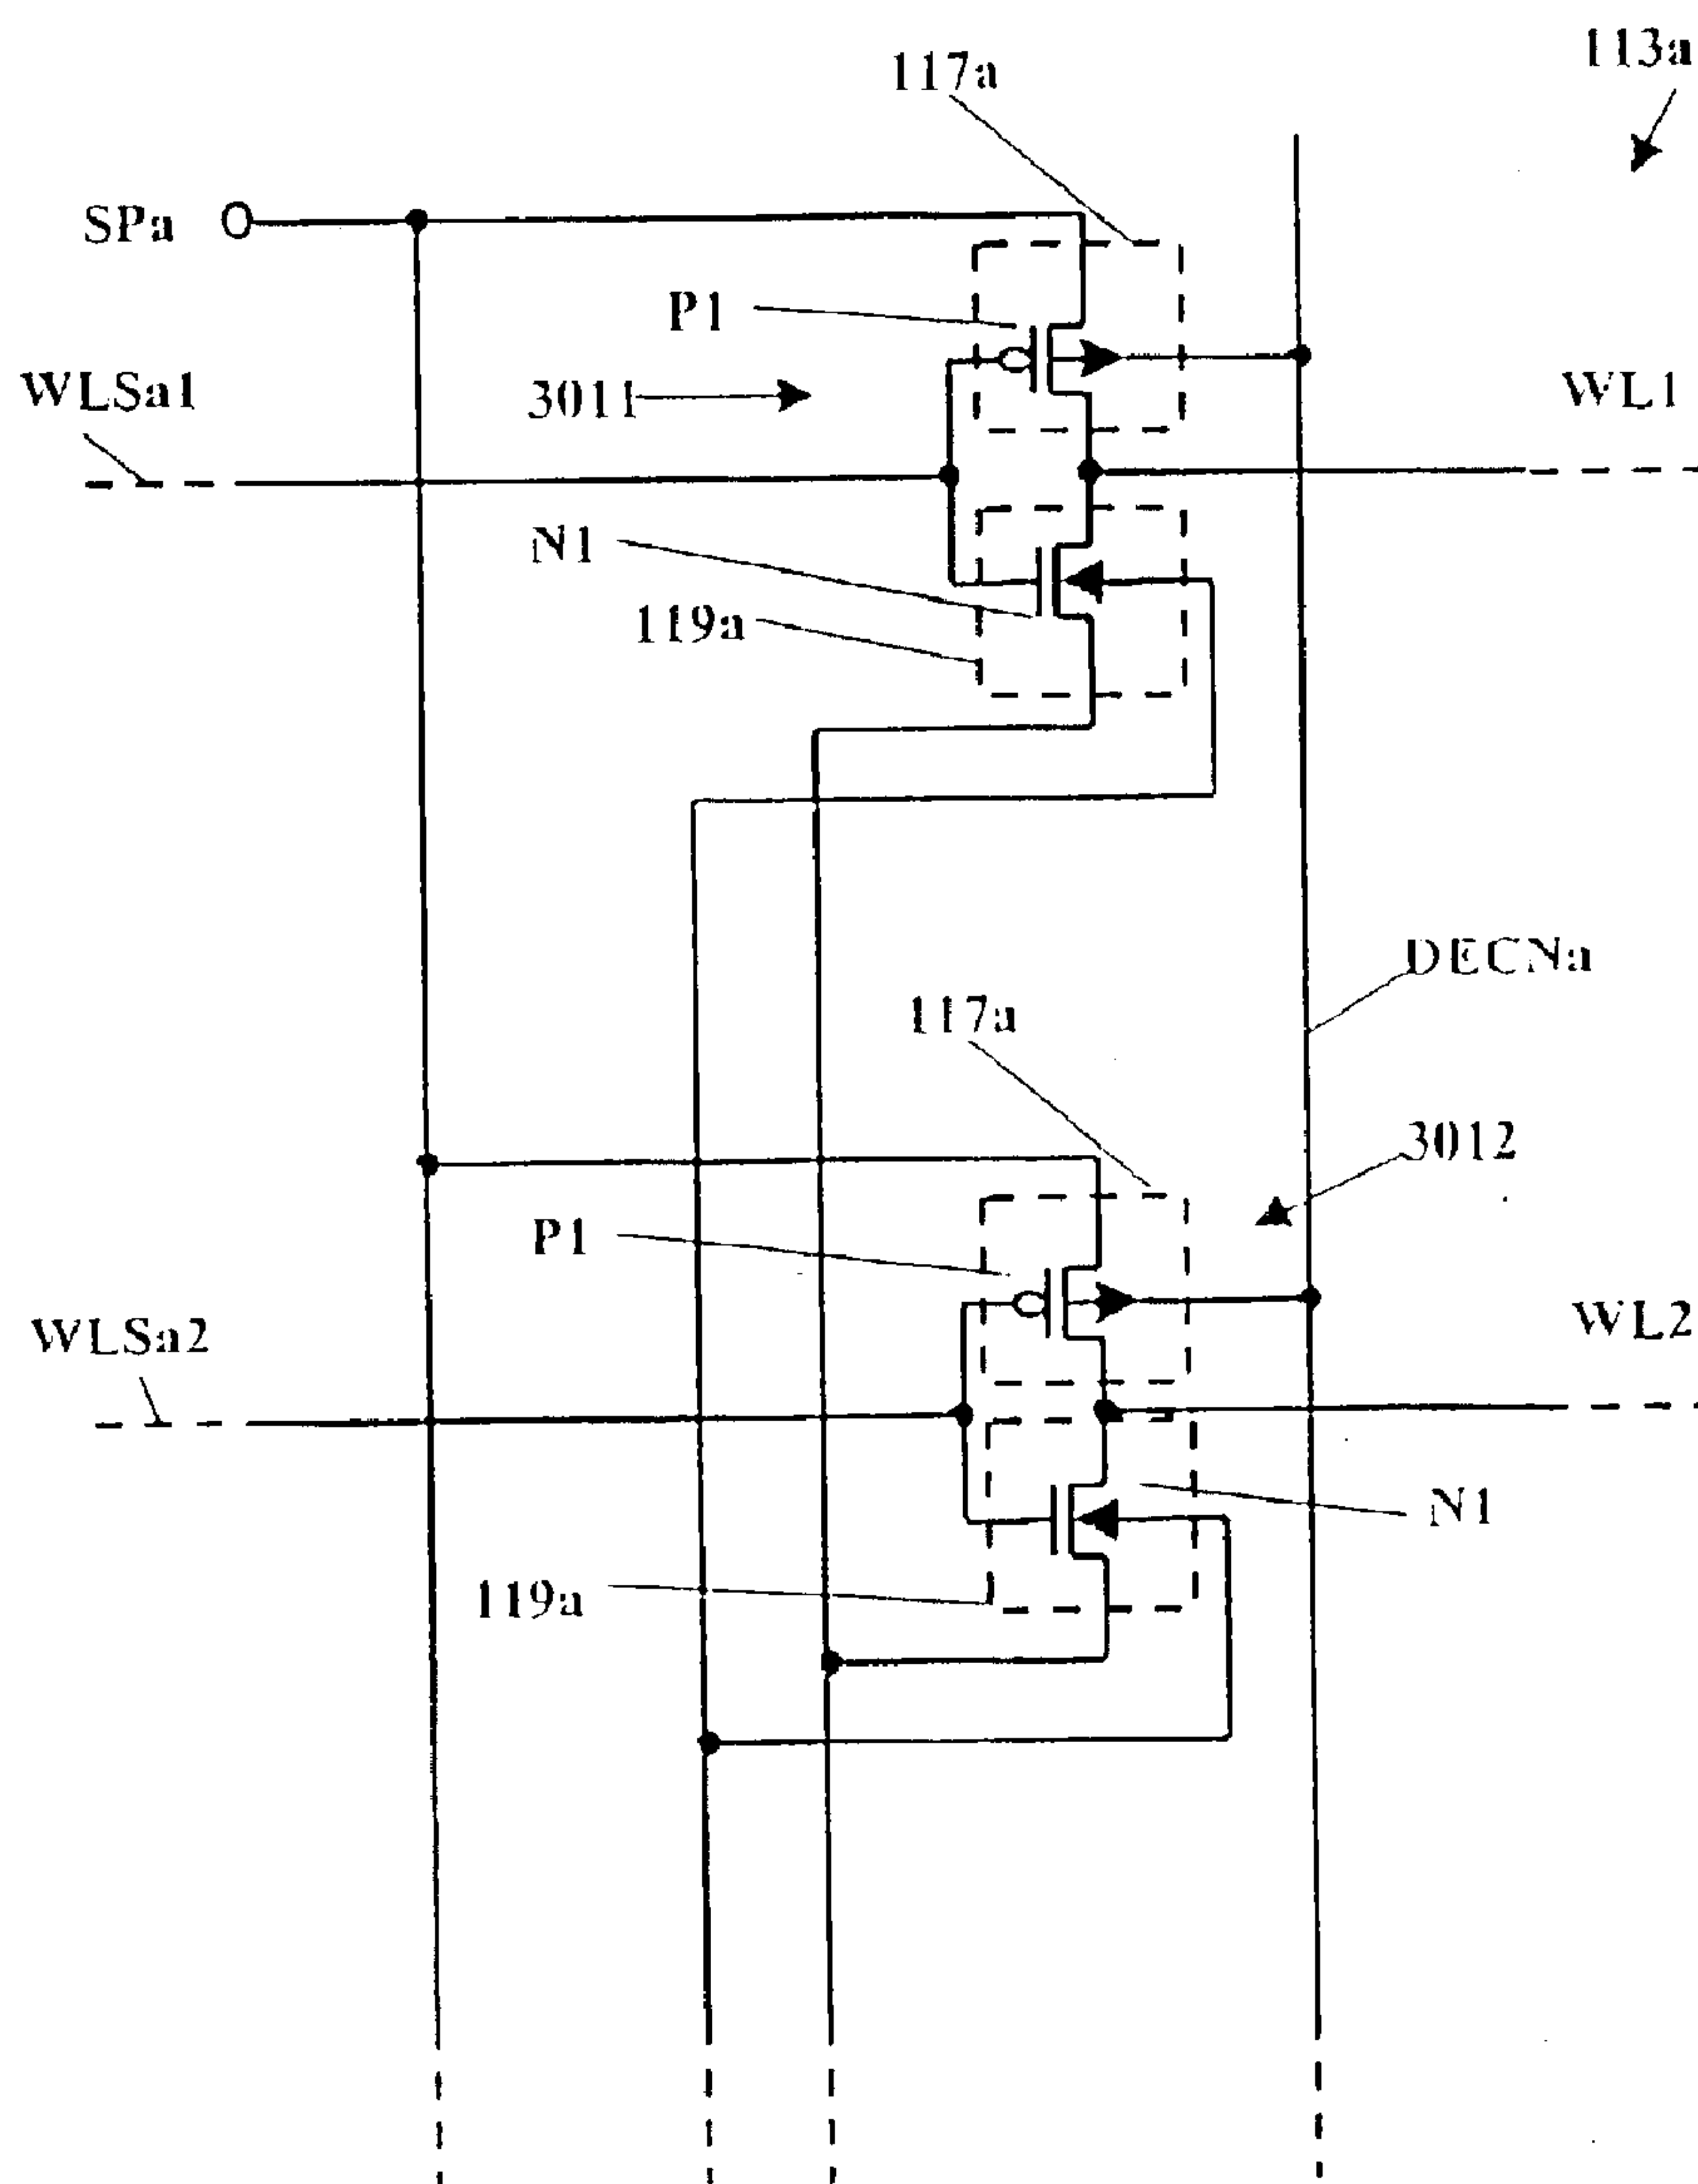 113a
117a
SPa
P1
WLSa1
3011
WL1
N1
119a
DECNa
117a
3012
P1
WLSa2
WL2
N1
119a